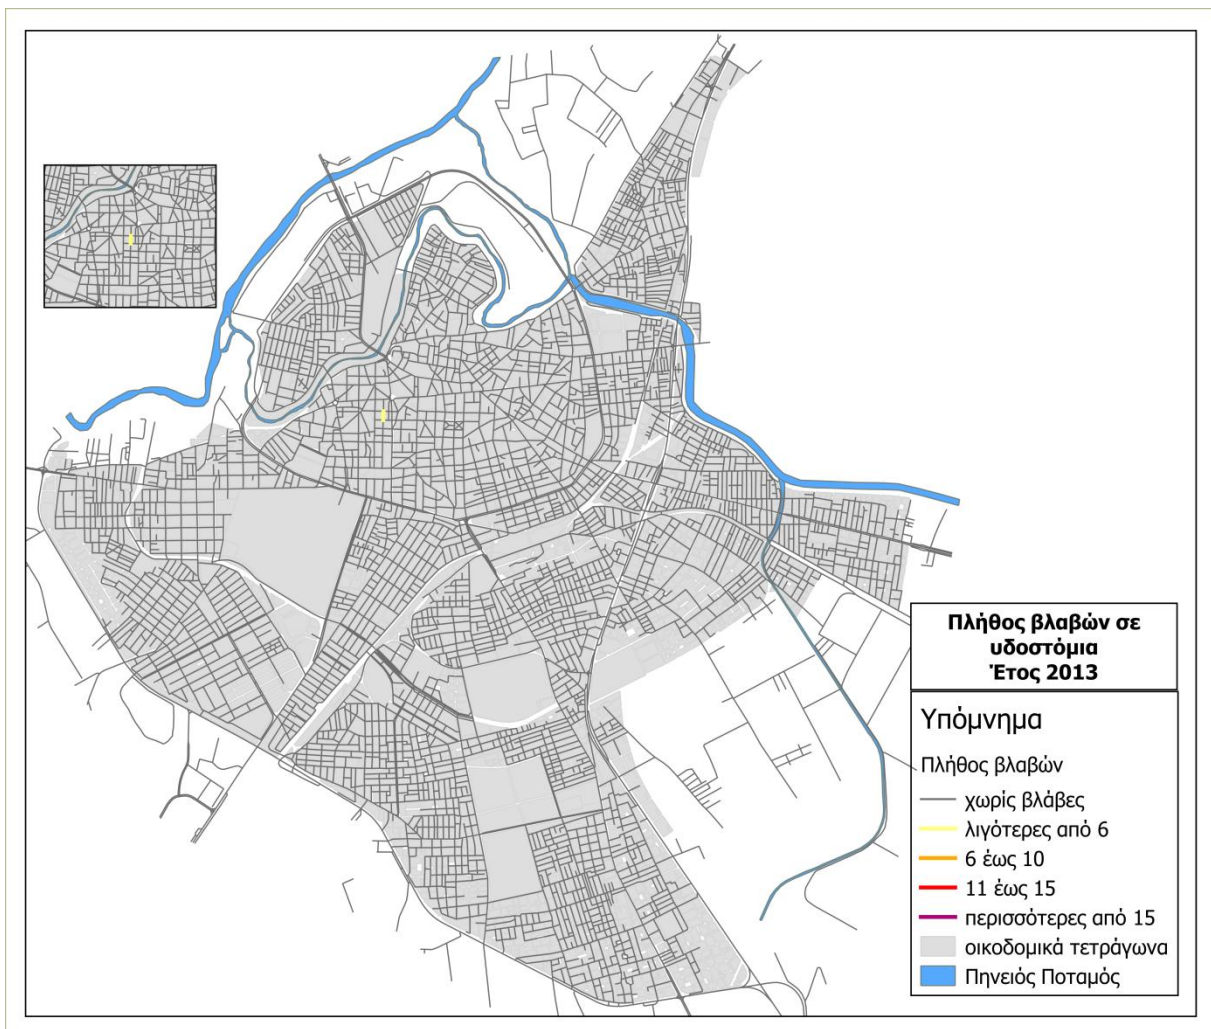 Πλήθος βλαβών σε
υδοστόμια
Έτος 2013
Υπόμνημα
Πλήθος βλαβών
χωρίς βλάβες
λιγότερες από 6
6 έως 10
11 έως 15
περισσότερες από 15
οικοδομικά τετράγωνα
Πηνειός Ποταμός